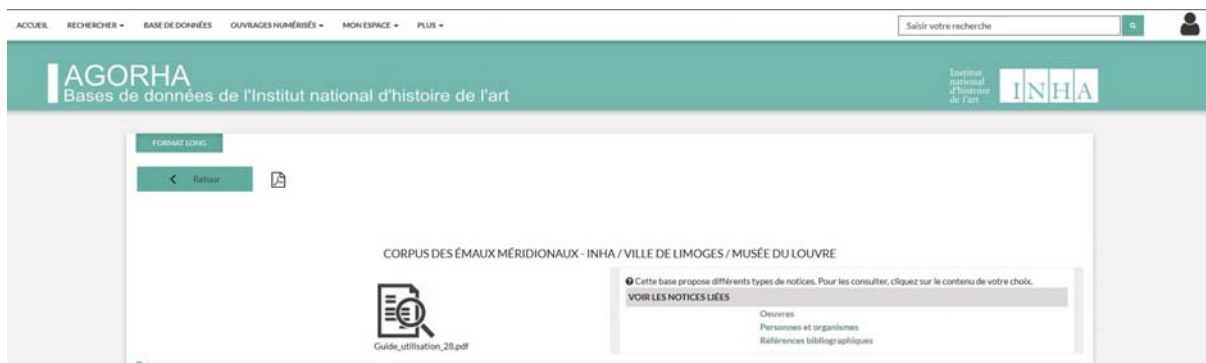 ACCUEIL RECHERCHER BASE DE DONNÉES OUVRAGES NUMÉRISÉS MON ESPACE PLUS Saisir votre recherche
AGORHA
Bases de données de l'Institut national d'histoire de l'art
Institut
national
d'histoire
de l'art
INHA
FORMAT LONG
Retour
CORPUS DES ÉMAUX MÉRIDIONAUX - INHA / VILLE DE LIMOGES / MUSÉE DU LOUVRE
Guide_utilisation_28.pdf
Cette base propose différents types de notices. Pour les consulter, cliquez sur le contenu de votre choix.
VOIR LES NOTICES LIÉES
Oeuvres
Personnes et organismes
Références bibliographiques